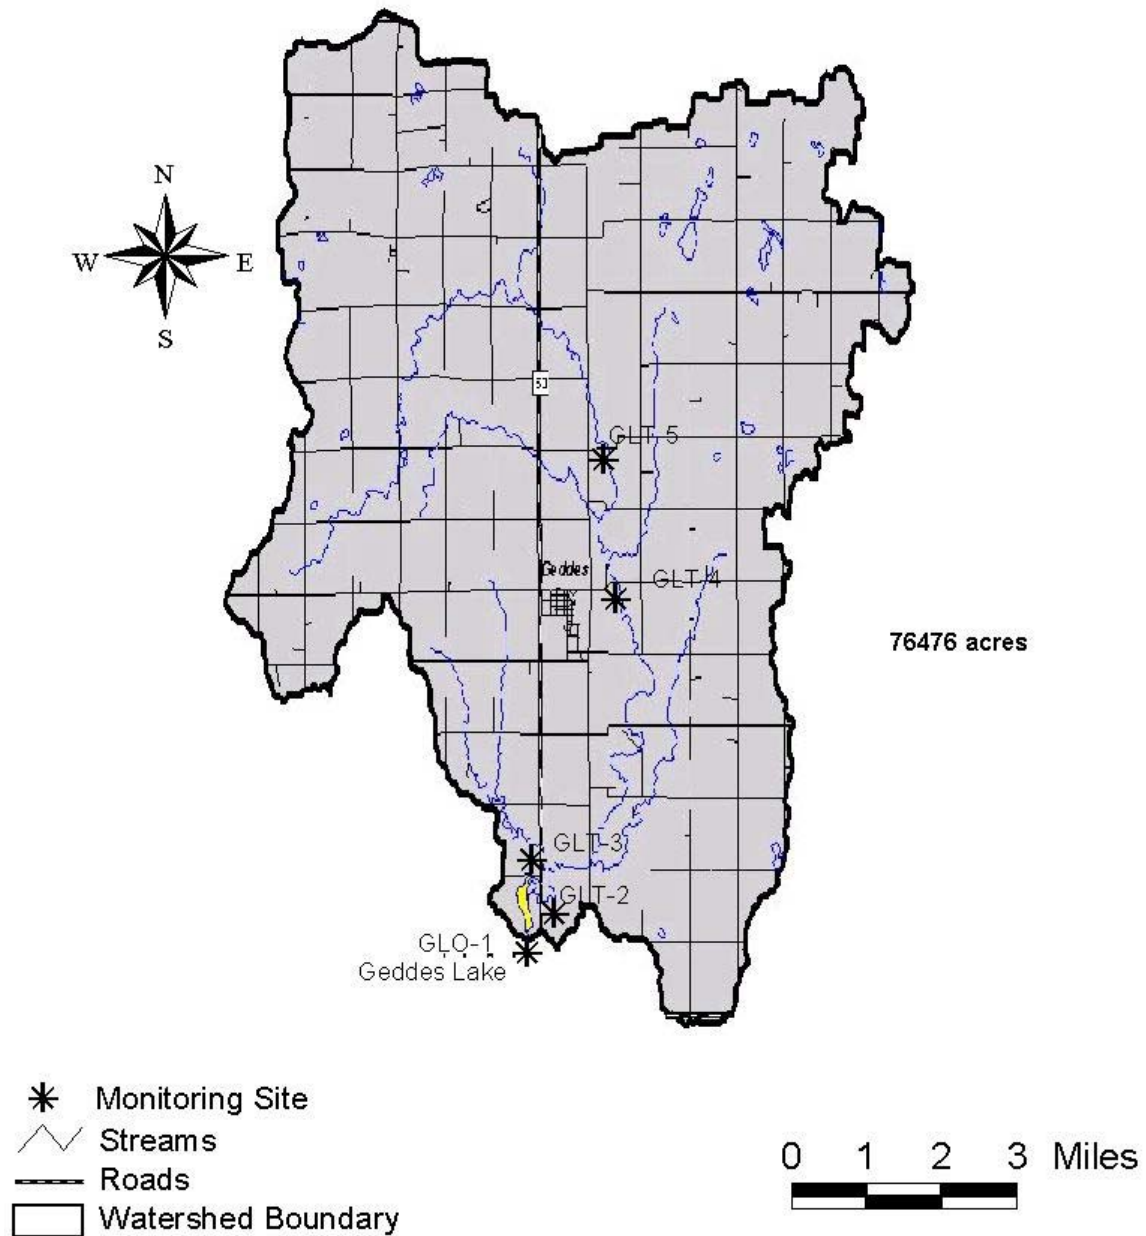 N
W E
S
GLT-5
Geddes
GLT-4
76476 acres
GLT-3
GLT-2
GLO-1
Geddes Lake
Monitoring Site
Streams
Roads
Watershed Boundary
0 1 2 3 Miles